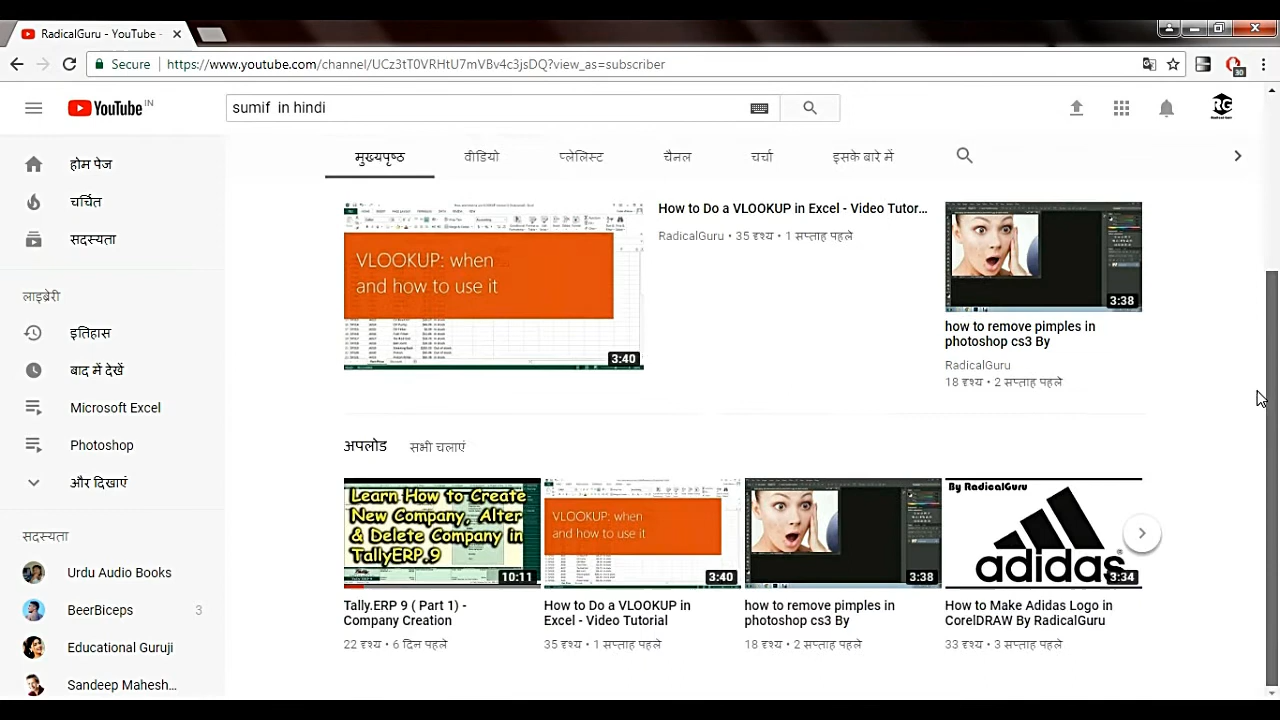 RadicalGuru - YouTube -
Secure https://www.youtube.com/channel/UCz3tT0VRHtU7mVBv4c3jsDQ?view_as=subscriber
30
YouTube IN
sumif in hindi
RG
होम पेज
चर्चित
सदस्यता
लाइब्रेरी
इतिहास
बाद में देखें
Microsoft Excel
Photoshop
और दिखाएं
सदस्यता
Urdu Audio Books
BeerBiceps 3
Educational Guruji
Sandeep Mahesh...
मुख्यपृष्ठ वीडियो प्लेलिस्ट चैनल चर्चा इसके बारे में
VLOOKUP: when
and how to use it
3:40
How to Do a VLOOKUP in Excel - Video Tutor...
RadicalGuru • 35 दृश्य • 1 सप्ताह पहले
3:38
how to remove pimples in
photoshop cs3 By
RadicalGuru
18 दृश्य • 2 सप्ताह पहले
अपलोड सभी चलाएं
Learn How to Create
New Company, Alter
& Delete Company in
TallyERP.9
10:11
Tally.ERP 9 ( Part 1) -
Company Creation
22 दृश्य • 6 दिन पहले
VLOOKUP: when
and how to use it
3:40
How to Do a VLOOKUP in
Excel - Video Tutorial
35 दृश्य • 1 सप्ताह पहले
3:38
how to remove pimples in
photoshop cs3 By
18 दृश्य • 2 सप्ताह पहले
By RadicalGuru
adidas
3:34
How to Make Adidas Logo in
CorelDRAW By RadicalGuru
33 दृश्य • 3 सप्ताह पहले